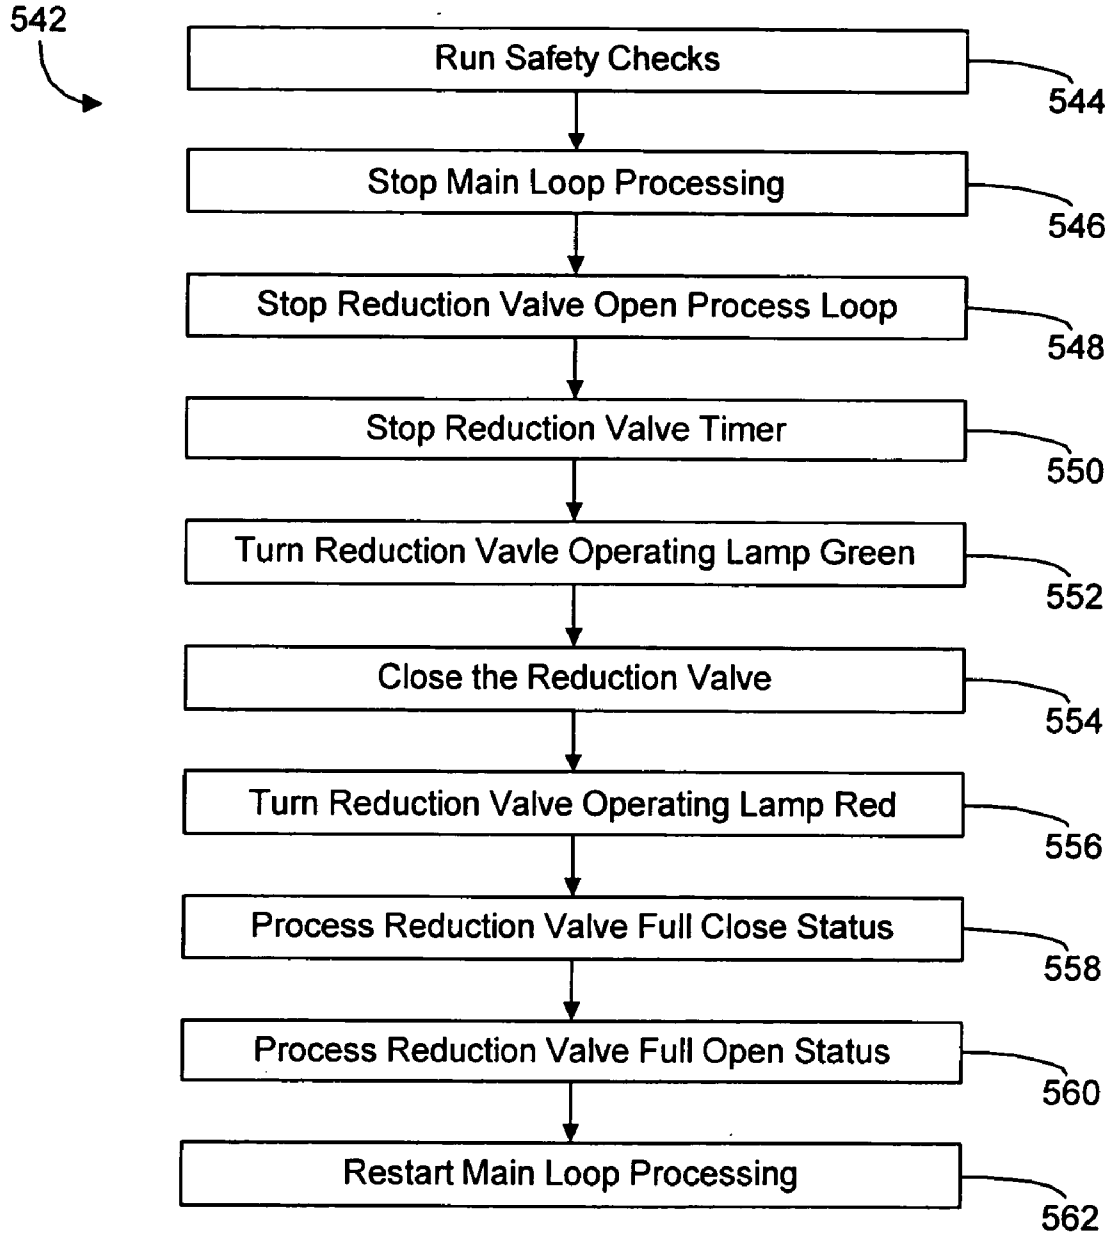 542
Run Safety Checks
544
Stop Main Loop Processing
546
Stop Reduction Valve Open Process Loop
548
Stop Reduction Valve Timer
550
Turn Reduction Vavle Operating Lamp Green
552
Close the Reduction Valve
554
Turn Reduction Valve Operating Lamp Red
556
Process Reduction Valve Full Close Status
558
Process Reduction Valve Full Open Status
560
Restart Main Loop Processing
562